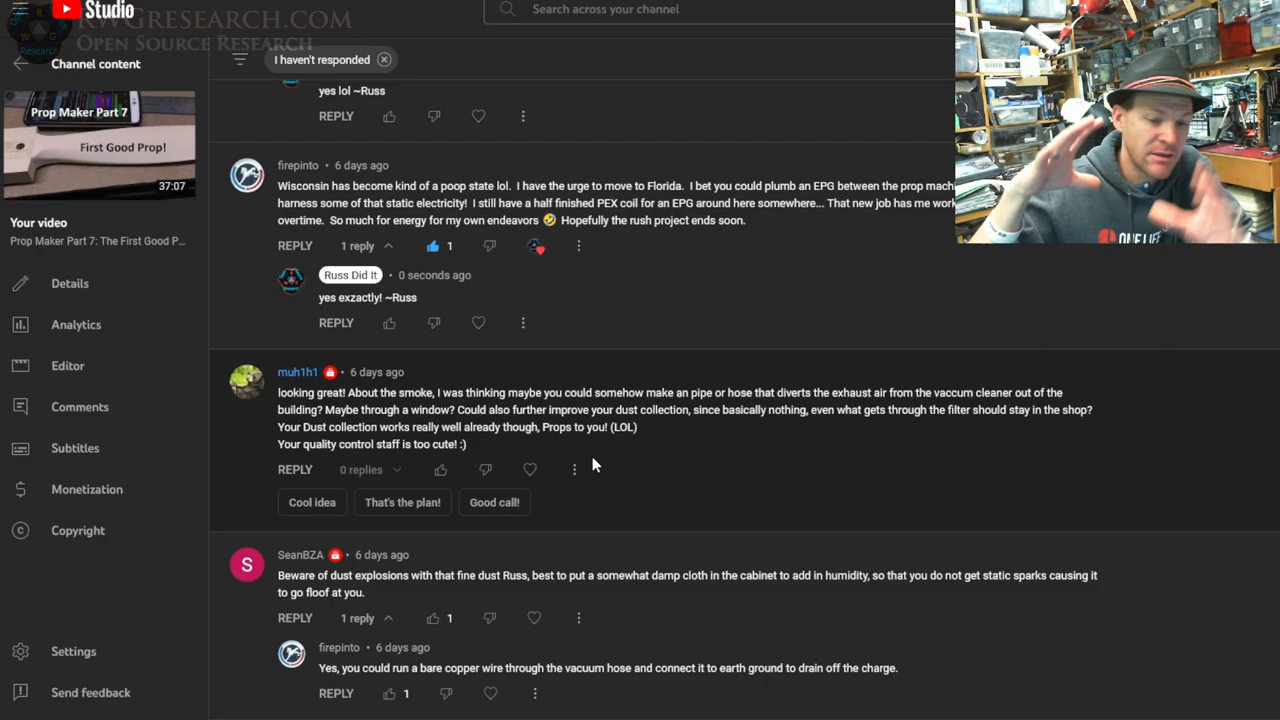 Studio
RWGRESEARCH.COM
OPEN SOURCE RESEARCH
R
W
G
Research
Search across your channel
Channel content
I haven't responded
Prop Maker Part 7
First Good Prop!
37:07
Your video
Prop Maker Part 7: The First Good P...
Details
Analytics
Editor
Comments
Subtitles
Monetization
Copyright
Settings
Send feedback
yes lol ~Russ
REPLY
firepinto • 6 days ago
Wisconsin has become kind of a poop state lol. I have the urge to move to Florida. I bet you could plumb an EPG between the prop machi
harness some of that static electricity! I still have a half finished PEX coil for an EPG around here somewhere... That new job has me work
overtime. So much for energy for my own endeavors 🤣 Hopefully the rush project ends soon.
REPLY 1 reply 1
Russ Did It • 0 seconds ago
yes exzactly! ~Russ
REPLY
muh1h1 • 6 days ago
looking great! About the smoke, I was thinking maybe you could somehow make an pipe or hose that diverts the exhaust air from the vaccum cleaner out of the
building? Maybe through a window? Could also further improve your dust collection, since basically nothing, even what gets through the filter should stay in the shop?
Your Dust collection works really well already though, Props to you! (LOL)
Your quality control staff is too cute! :)
REPLY 0 replies
Cool idea That's the plan! Good call!
S
SeanBZA • 6 days ago
Beware of dust explosions with that fine dust Russ, best to put a somewhat damp cloth in the cabinet to add in humidity, so that you do not get static sparks causing it
to go floof at you.
REPLY 1 reply 1
firepinto • 6 days ago
Yes, you could run a bare copper wire through the vacuum hose and connect it to earth ground to drain off the charge.
REPLY 1
ONE LIFE